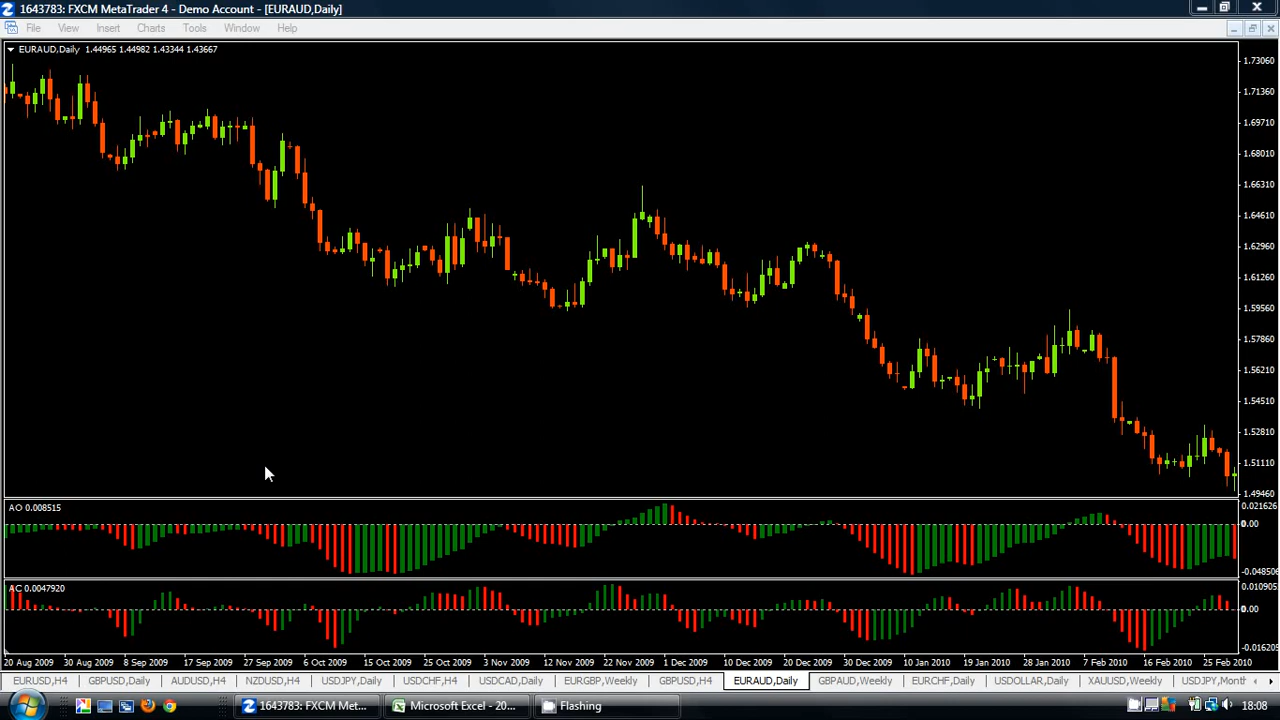 1643783: FXCM MetaTrader 4 - Demo Account - [EURAUD,Daily]
File View Insert Charts Tools Window Help
EURAUD,Daily 1.44965 1.44982 1.43344 1.43667
1.73060
1.71360
1.69710
1.68010
1.66310
1.64610
1.62960
1.61260
1.59560
1.57860
1.56210
1.54510
1.52810
1.51110
1.49460
AO 0.008515
0.021626
0.00
-0.048506
AC 0.0047920
0.010905
0.00
-0.016205
20 Aug 2009 30 Aug 2009 8 Sep 2009 17 Sep 2009 27 Sep 2009 6 Oct 2009 15 Oct 2009 25 Oct 2009 3 Nov 2009 12 Nov 2009 22 Nov 2009 1 Dec 2009 10 Dec 2009 20 Dec 2009 30 Dec 2009 10 Jan 2010 19 Jan 2010 28 Jan 2010 7 Feb 2010 16 Feb 2010 25 Feb 2010
EURUSD,H4 GBPUSD,Daily AUDUSD,H4 NZDUSD,H4 USDJPY,Daily USDCHF,H4 USDCAD,Daily EURGBP,Weekly GBPUSD,H4 EURAUD,Daily GBPAUD,Weekly EURCHF,Daily USDOLLAR,Daily XAUUSD,Weekly USDJPY,Month
1643783: FXCM Met... Microsoft Excel - 20... Flashing 18:08